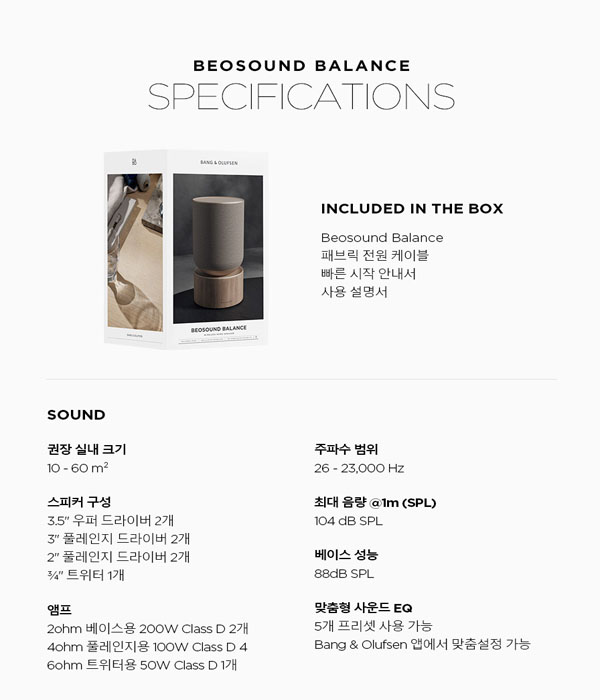 BEOSOUND BALANCE
SPECIFICATIONS
BANG & OLUFSEN
BEOSOUND BALANCE
INCLUDED IN THE BOX
Beosound Balance
패브릭 전원 케이블
빠른 시작 안내서
사용 설명서
SOUND
권장 실내 크기
10 - 60 m²
스피커 구성
3.5" 우퍼 드라이버 2개
3" 풀레인지 드라이버 2개
2" 풀레인지 드라이버 2개
¾" 트위터 1개
앰프
2ohm 베이스용 200W Class D 2개
4ohm 풀레인지용 100W Class D 4
6ohm 트위터용 50W Class D 1개
주파수 범위
26 - 23,000 Hz
최대 음량 @1m (SPL)
104 dB SPL
베이스 성능
88dB SPL
맞춤형 사운드 EQ
5개 프리셋 사용 가능
Bang & Olufsen 앱에서 맞춤설정 가능